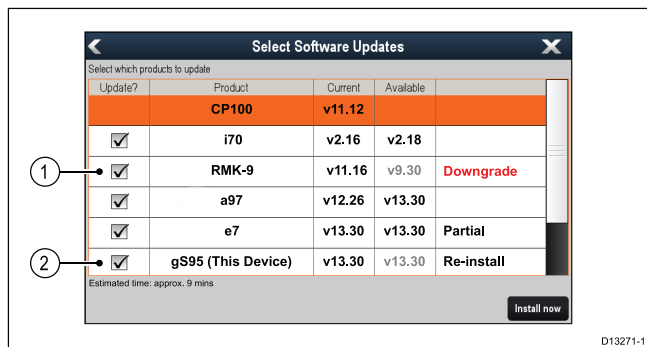 Select Software Updates
Select which products to update
Update? Product Current Available
CP100 v11.12
i70 v2.16 v2.18
1 RMK-9 v11.16 v9.30 Downgrade
a97 v12.26 v13.30
e7 v13.30 v13.30 Partial
2 gS95 (This Device) v13.30 v13.30 Re-install
Estimated time: approx. 9 mins
Install now
D13271-1